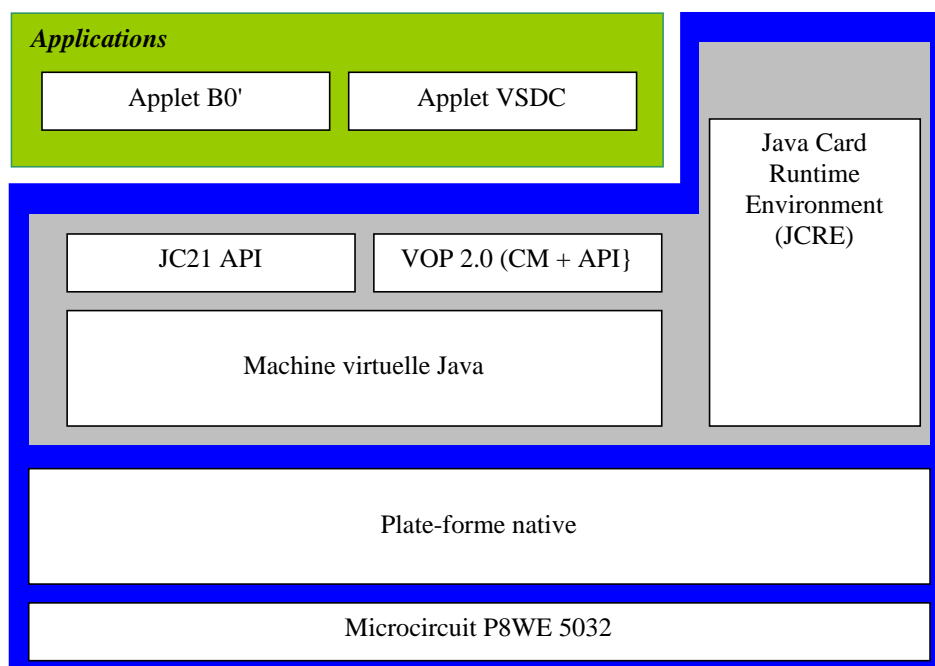 Applications
Applet B0'
Applet VSDC
Java Card
Runtime
Environment
(JCRE)
JC21 API
VOP 2.0 (CM + API}
Machine virtuelle Java
Plate-forme native
Microcircuit P8WE 5032